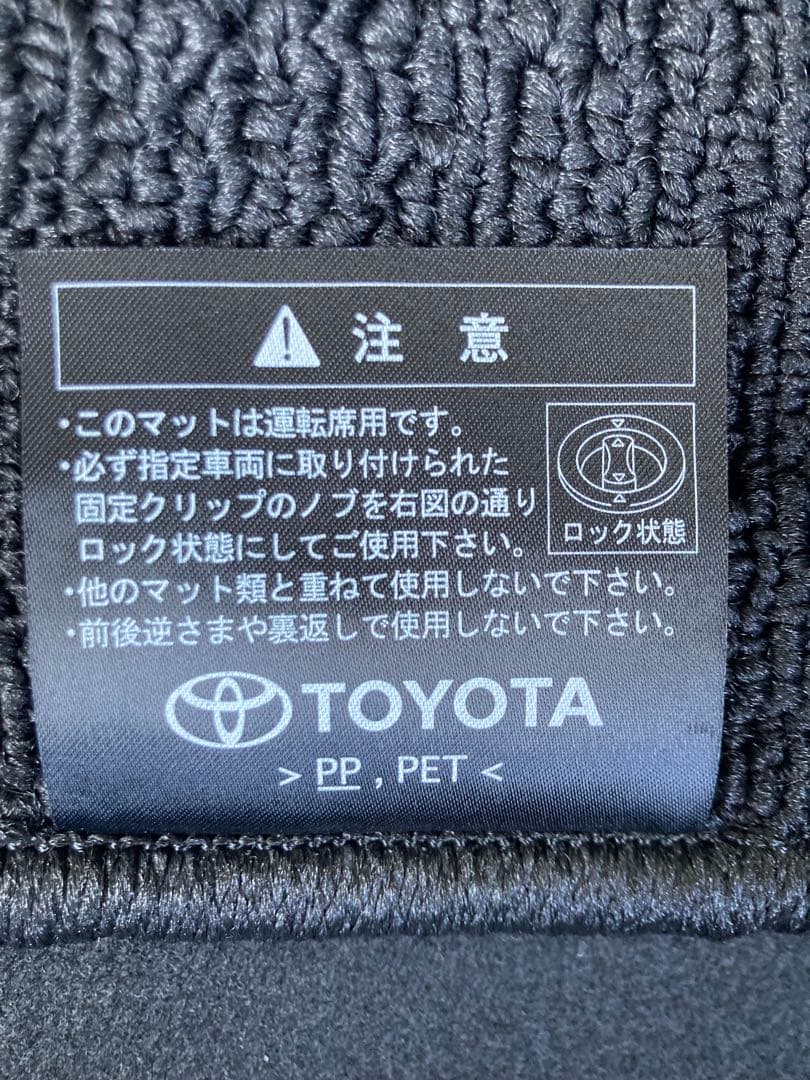 注意
・このマットは運転席用です。
・必ず指定車両に取り付けられた
固定クリップのノブを右図の通り
ロック状態にしてご使用下さい。
ロック状態
・他のマット類と重ねて使用しないで下さい。
・前後逆さまや裏返しで使用しないで下さい。
TOYOTA
> PP , PET <